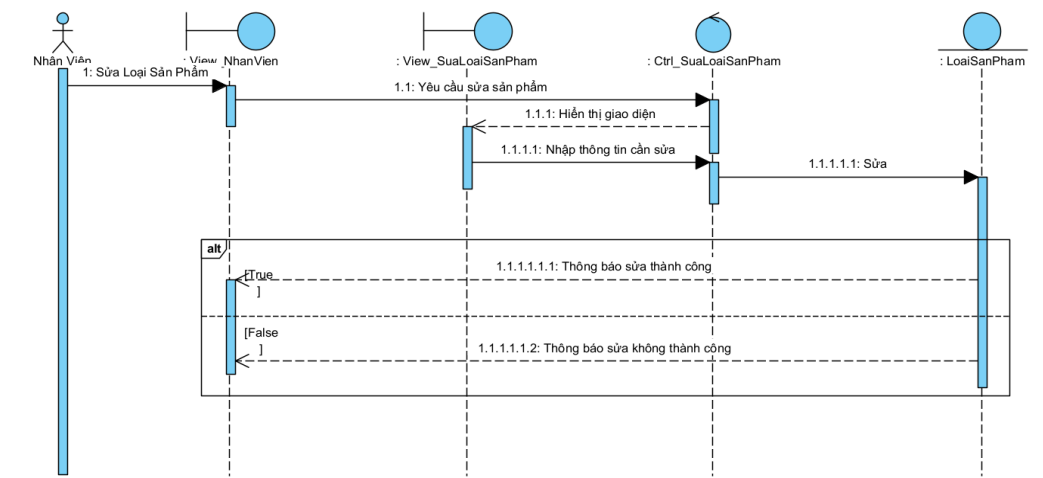 Nhân Viên
: View_NhanVien
: View_SuaLoaiSanPham
: Ctrl_SuaLoaiSanPham
: LoaiSanPham
1: Sửa Loại Sản Phẩm
1.1: Yêu cầu sửa sản phẩm
1.1.1: Hiển thị giao diện
1.1.1.1: Nhập thông tin cần sửa
1.1.1.1.1: Sửa
alt
1.1.1.1.1.1: Thông báo sửa thành công
[True
]
[False
]
1.1.1.1.1.2: Thông báo sửa không thành công